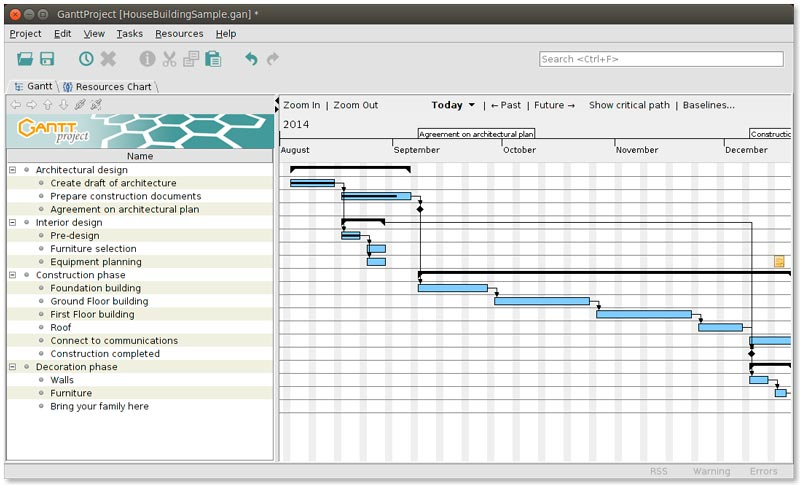 GanttProject [HouseBuildingSample.gan] *
Project Edit View Tasks Resources Help
Search <Ctrl+F>
Gantt Resources Chart
Zoom In | Zoom Out Today ▾ | ← Past | Future → Show critical path | Baselines...
GANTT project
2014
Agreement on architectural plan
Constructio
August September October November December
Name
Architectural design
Create draft of architecture
Prepare construction documents
Agreement on architectural plan
Interior design
Pre-design
Furniture selection
Equipment planning
Construction phase
Foundation building
Ground Floor building
First Floor building
Roof
Connect to communications
Construction completed
Decoration phase
Walls
Furniture
Bring your family here
RSS Warning Errors